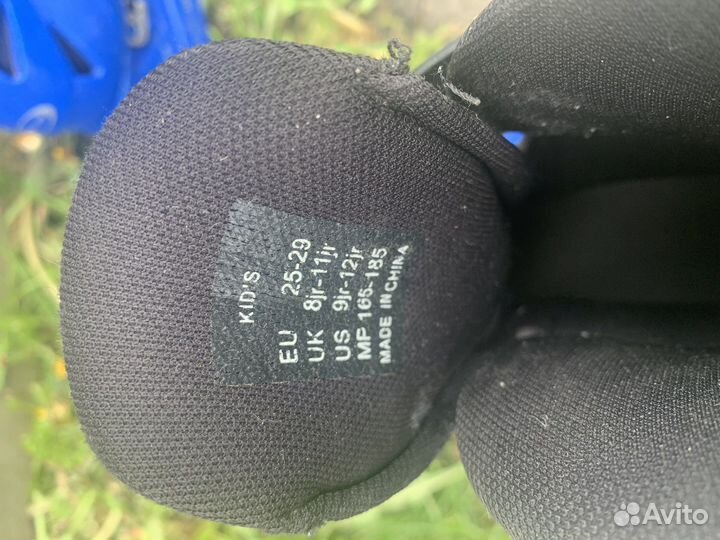 KID'S
EU 25-29
UK 8jr-11jr
US 9jr-12jr
MP 165-185
MADE IN CHINA
Avito